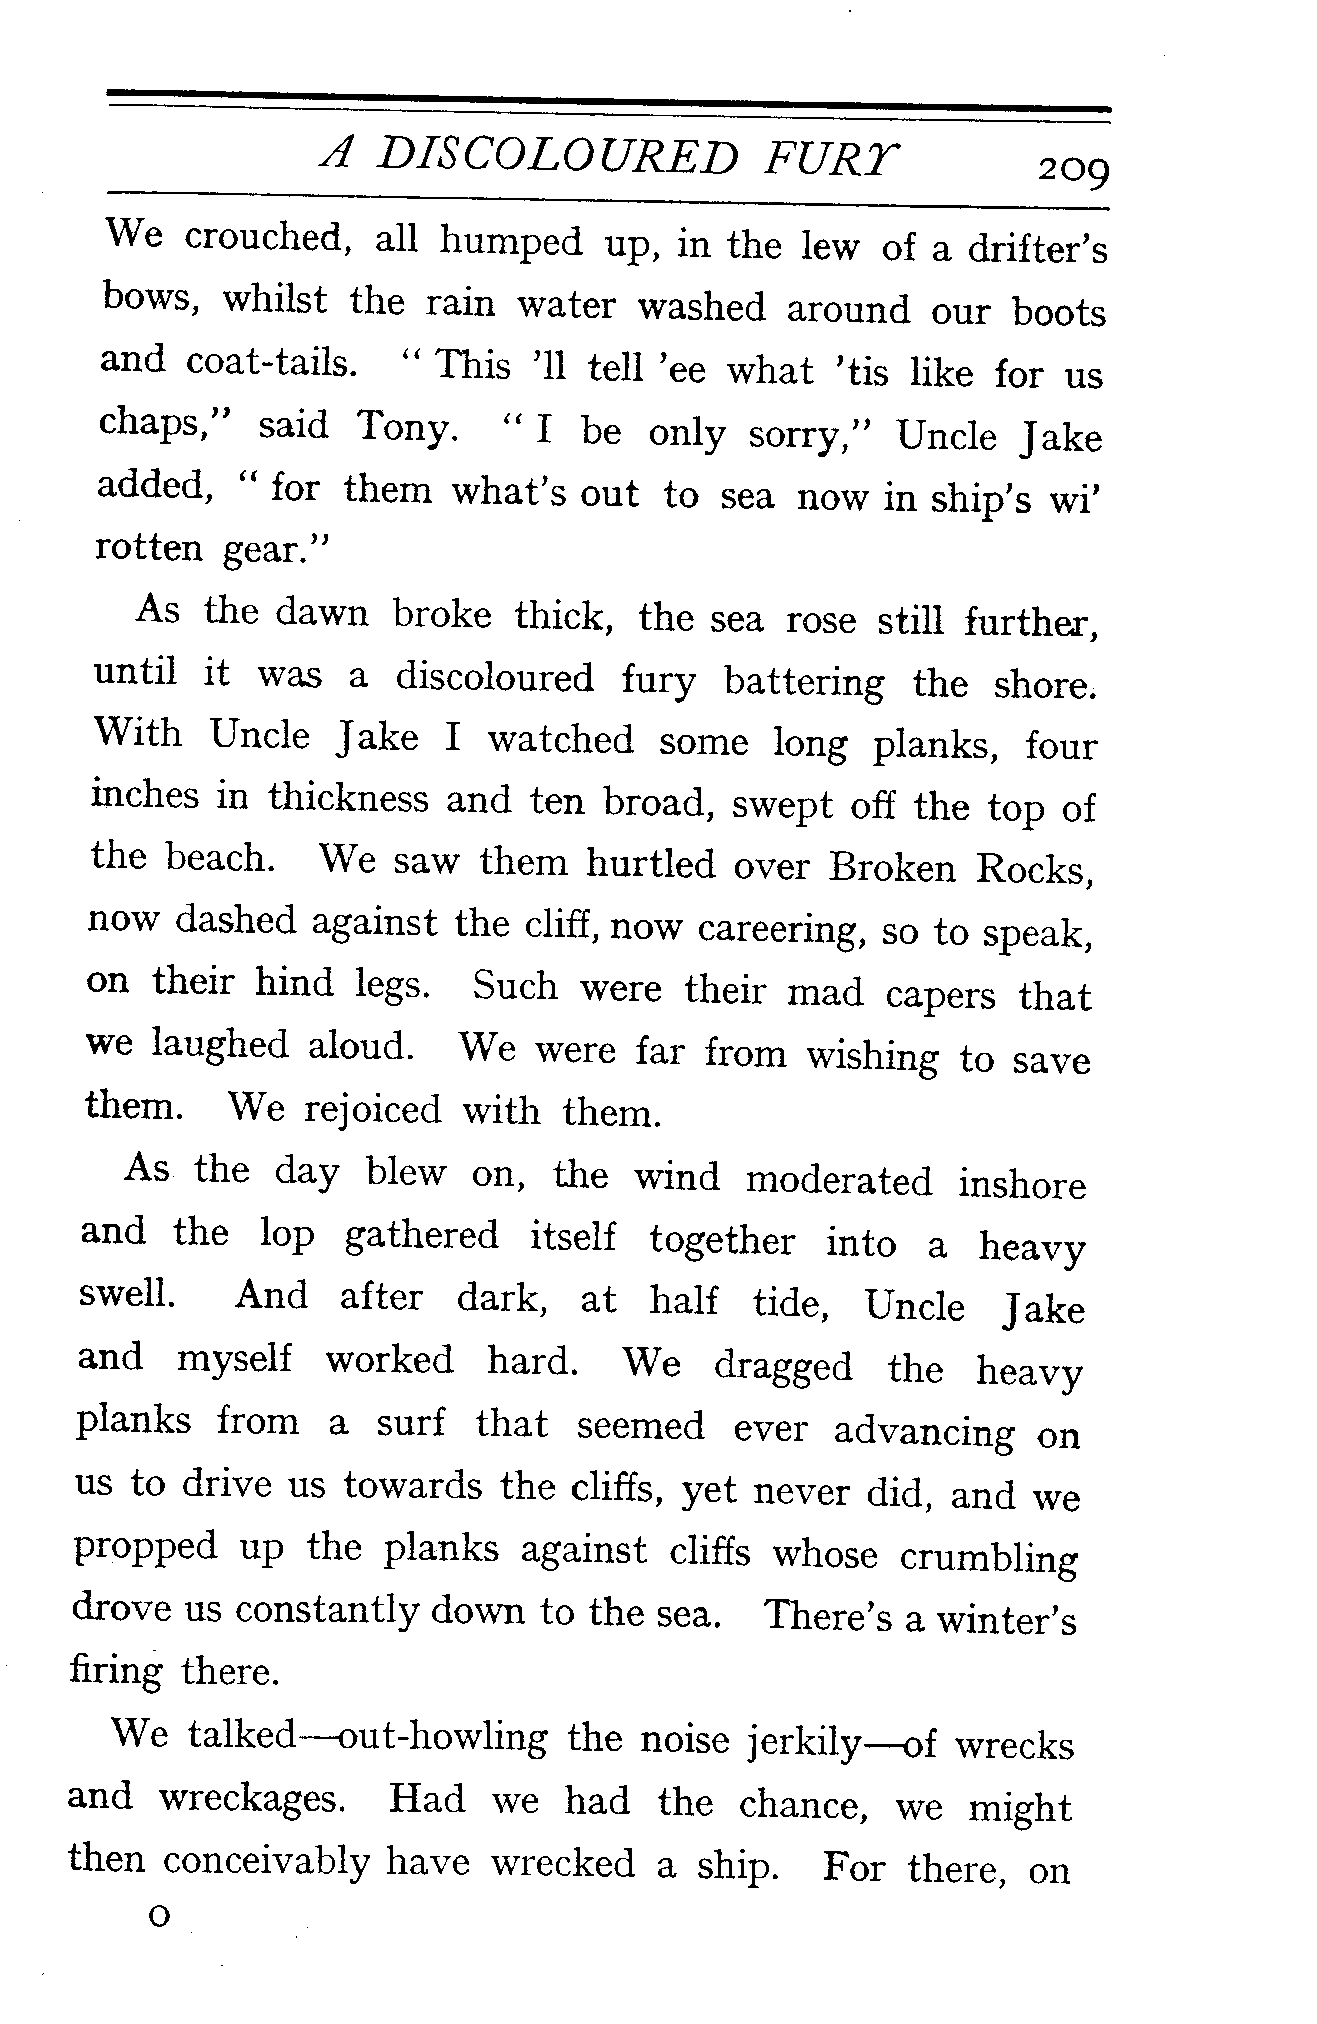 A DISCOLOURED FURY 209
We crouched, all humped up, in the lew of a drifter's
bows, whilst the rain water washed around our boots
and coat-tails. “ This 'll tell 'ee what 'tis like for us
chaps,” said Tony. “ I be only sorry,” Uncle Jake
added, “ for them what's out to sea now in ship's wi'
rotten gear.”
As the dawn broke thick, the sea rose still further,
until it was a discoloured fury battering the shore.
With Uncle Jake I watched some long planks, four
inches in thickness and ten broad, swept off the top of
the beach. We saw them hurtled over Broken Rocks,
now dashed against the cliff, now careering, so to speak,
on their hind legs. Such were their mad capers that
we laughed aloud. We were far from wishing to save
them. We rejoiced with them.
As the day blew on, the wind moderated inshore
and the lop gathered itself together into a heavy
swell. And after dark, at half tide, Uncle Jake
and myself worked hard. We dragged the heavy
planks from a surf that seemed ever advancing on
us to drive us towards the cliffs, yet never did, and we
propped up the planks against cliffs whose crumbling
drove us constantly down to the sea. There's a winter's
firing there.
We talked—out-howling the noise jerkily—of wrecks
and wreckages. Had we had the chance, we might
then conceivably have wrecked a ship. For there, on
O